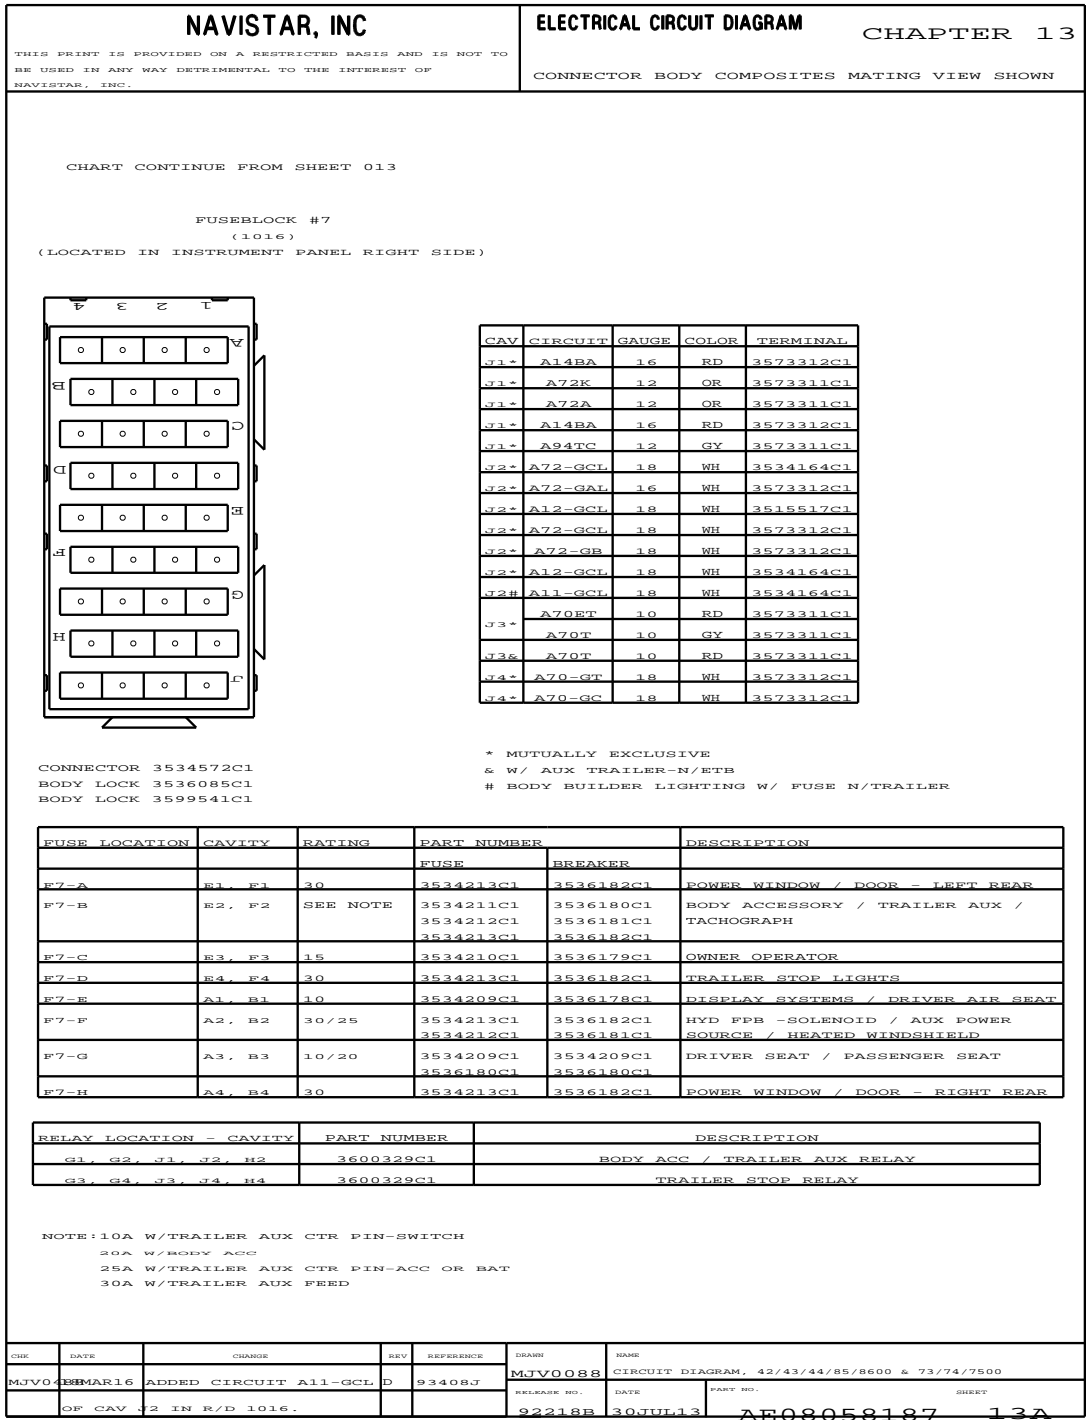 NAVISTAR, INC
THIS PRINT IS PROVIDED ON A RESTRICTED BASIS AND IS NOT TO
BE USED IN ANY WAY DETRIMENTAL TO THE INTEREST OF
NAVISTAR, INC.
ELECTRICAL CIRCUIT DIAGRAM CHAPTER 13
CONNECTOR BODY COMPOSITES MATING VIEW SHOWN
CHART CONTINUE FROM SHEET 013
FUSEBLOCK #7
(1016)
(LOCATED IN INSTRUMENT PANEL RIGHT SIDE)
4 3 2 1
A
B
C
D
E
F
G
H
J
CAV CIRCUIT GAUGE COLOR TERMINAL
J1* A14BA 16 RD 3573312C1
J1* A72K 12 OR 3573311C1
J1* A72A 12 OR 3573311C1
J1* A14BA 16 RD 3573312C1
J1* A94TC 12 GY 3573311C1
J2* A72-GCL 18 WH 3534164C1
J2* A72-GAL 16 WH 3573312C1
J2* A12-GCL 18 WH 3515517C1
J2* A72-GCL 18 WH 3573312C1
J2* A72-GB 18 WH 3573312C1
J2* A12-GCL 18 WH 3534164C1
J2# A11-GCL 18 WH 3534164C1
J3* A70ET 10 RD 3573311C1
A70T 10 GY 3573311C1
J3& A70T 10 RD 3573311C1
J4* A70-GT 18 WH 3573312C1
J4* A70-GC 18 WH 3573312C1
CONNECTOR 3534572C1
BODY LOCK 3536085C1
BODY LOCK 3599541C1
* MUTUALLY EXCLUSIVE
& W/ AUX TRAILER-N/ETB
# BODY BUILDER LIGHTING W/ FUSE N/TRAILER
FUSE LOCATION CAVITY RATING PART NUMBER DESCRIPTION
FUSE BREAKER
F7-A E1, F1 30 3534213C1 3536182C1 POWER WINDOW / DOOR - LEFT REAR
F7-B E2, F2 SEE NOTE 3534211C1 3536180C1 BODY ACCESSORY / TRAILER AUX /
3534212C1 3536181C1 TACHOGRAPH
3534213C1 3536182C1
F7-C E3, F3 15 3534210C1 3536179C1 OWNER OPERATOR
F7-D E4, F4 30 3534213C1 3536182C1 TRAILER STOP LIGHTS
F7-E A1, B1 10 3534209C1 3536178C1 DISPLAY SYSTEMS / DRIVER AIR SEAT
F7-F A2, B2 30/25 3534213C1 3536182C1 HYD FPB -SOLENOID / AUX POWER
3534212C1 3536181C1 SOURCE / HEATED WINDSHIELD
F7-G A3, B3 10/20 3534209C1 3534209C1 DRIVER SEAT / PASSENGER SEAT
3536180C1 3536180C1
F7-H A4, B4 30 3534213C1 3536182C1 POWER WINDOW / DOOR - RIGHT REAR
RELAY LOCATION - CAVITY PART NUMBER DESCRIPTION
G1, G2, J1, J2, H2 3600329C1 BODY ACC / TRAILER AUX RELAY
G3, G4, J3, J4, H4 3600329C1 TRAILER STOP RELAY
NOTE:10A W/TRAILER AUX CTR PIN-SWITCH
20A W/BODY ACC
25A W/TRAILER AUX CTR PIN-ACC OR BAT
30A W/TRAILER AUX FEED
CHK DATE CHANGE REV REFERENCE
MAR16 ADDED CIRCUIT A11-GCL D 93408J
OF CAV J2 IN R/D 1016.
DRAWN NAME
MJV0088 CIRCUIT DIAGRAM, 42/43/44/85/8600 & 73/74/7500
RELEASE NO. DATE PART NO. SHEET
92218B 30JUL13 AE08058187 13A